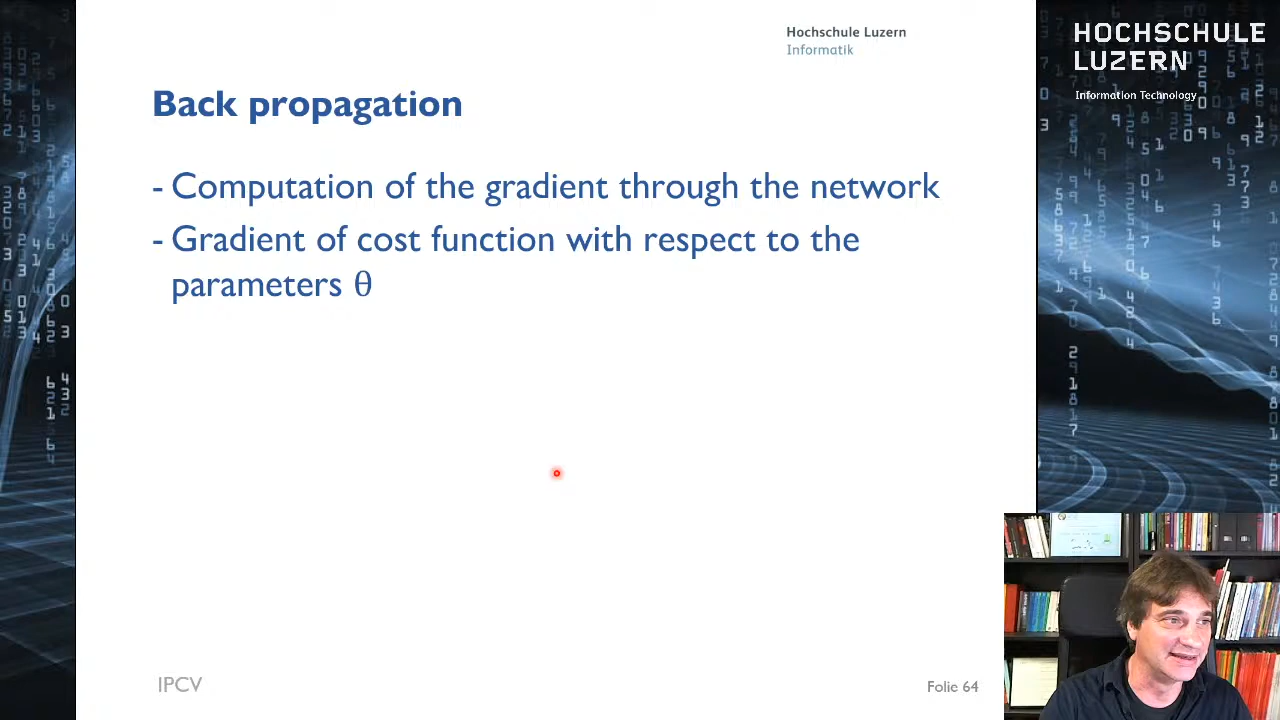 Hochschule Luzern
Informatik
HOCHSCHULE
LUZERN
Information Technology
Back propagation
- Computation of the gradient through the network
- Gradient of cost function with respect to the
parameters θ
IPCV
Folie 64